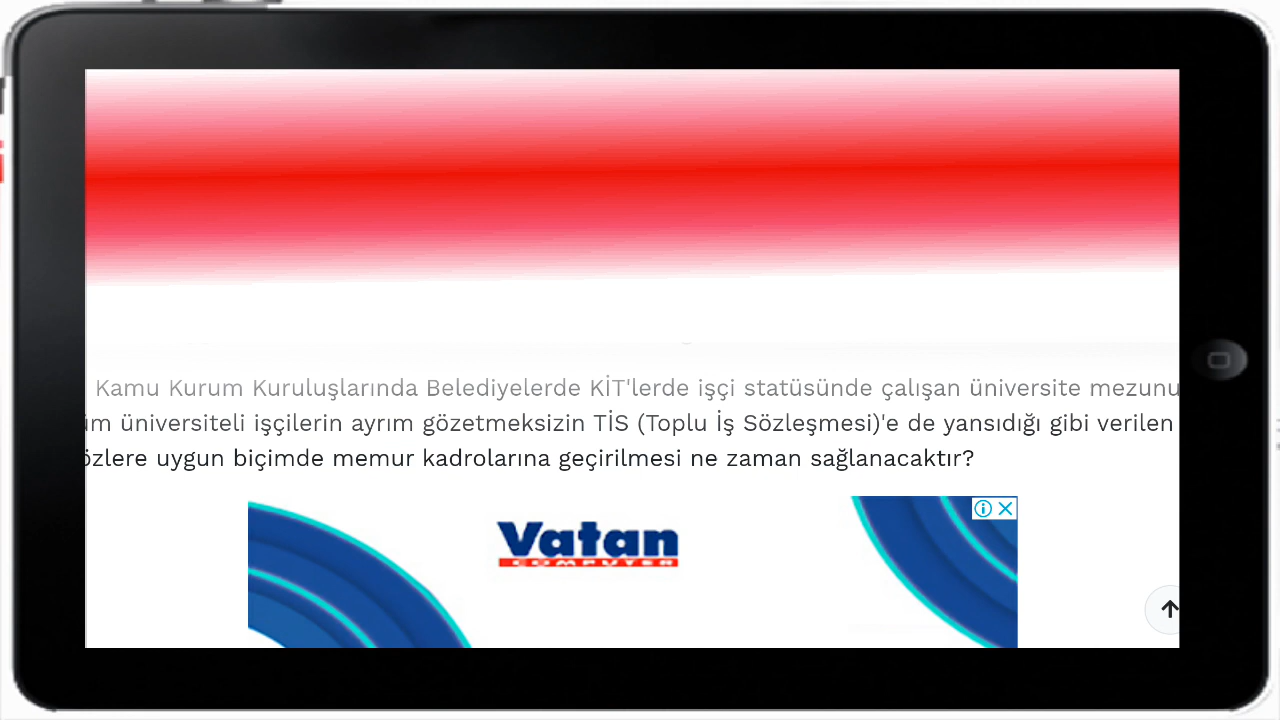 Kamu Kurum Kuruluşlarında Belediyelerde KİT'lerde işçi statüsünde çalışan üniversite mezunu
üniversiteli işçilerin ayrım gözetmeksizin TİS (Toplu İş Sözleşmesi)'e de yansıdığı gibi verilen
uygun biçimde memur kadrolarına geçirilmesi ne zaman sağlanacaktır?
Vatan
COMPUTER